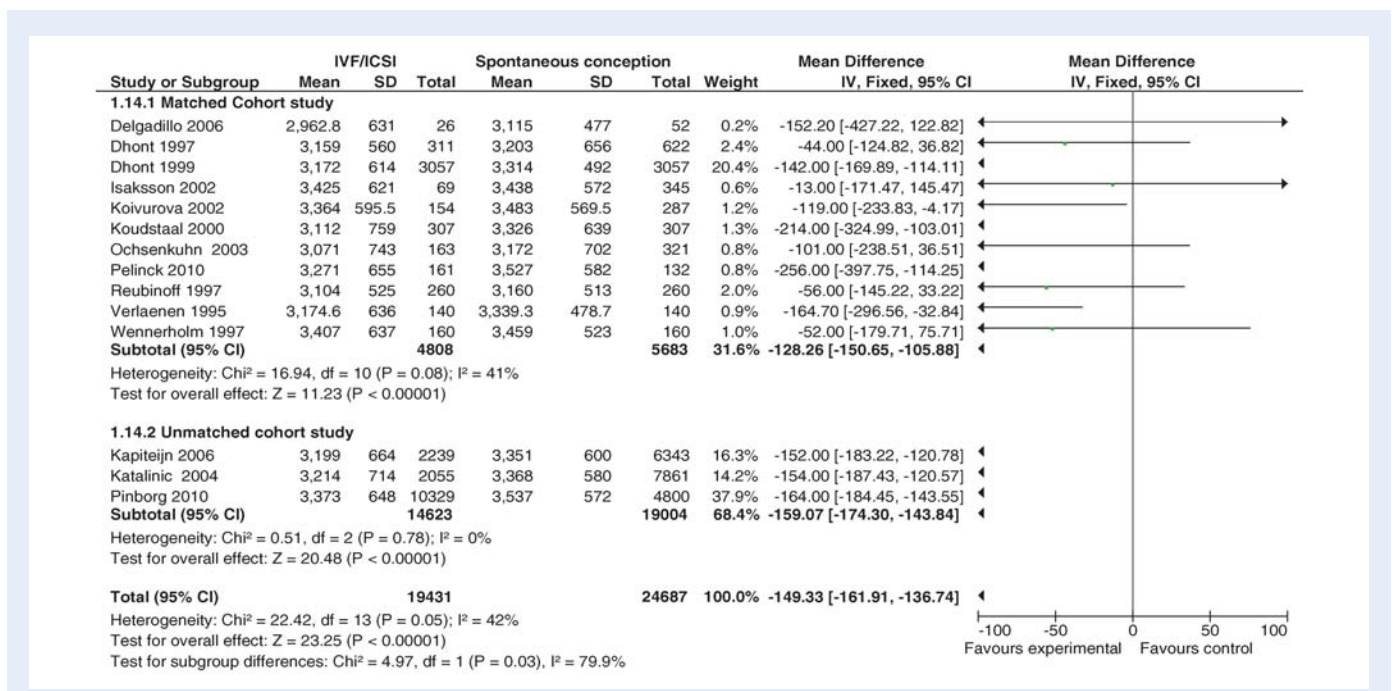 IVF/ICSI Spontaneous conception Mean Difference Mean Difference
Study or Subgroup Mean SD Total Mean SD Total Weight IV, Fixed, 95% CI IV, Fixed, 95% CI
1.14.1 Matched Cohort study
Delgadillo 2006 2,962.8 631 26 3,115 477 52 0.2% -152.20 [-427.22, 122.82]
Dhont 1997 3,159 560 311 3,203 656 622 2.4% -44.00 [-124.82, 36.82]
Dhont 1999 3,172 614 3057 3,314 492 3057 20.4% -142.00 [-169.89, -114.11]
Isaksson 2002 3,425 621 69 3,438 572 345 0.6% -13.00 [-171.47, 145.47]
Koivurova 2002 3,364 595.5 154 3,483 569.5 287 1.2% -119.00 [-233.83, -4.17]
Koudstaal 2000 3,112 759 307 3,326 639 307 1.3% -214.00 [-324.99, -103.01]
Ochsenkuhn 2003 3,071 743 163 3,172 702 321 0.8% -101.00 [-238.51, 36.51]
Pelinck 2010 3,271 655 161 3,527 582 132 0.8% -256.00 [-397.75, -114.25]
Reubinoff 1997 3,104 525 260 3,160 513 260 2.0% -56.00 [-145.22, 33.22]
Verlaenen 1995 3,174.6 636 140 3,339.3 478.7 140 0.9% -164.70 [-296.56, -32.84]
Wennerholm 1997 3,407 637 160 3,459 523 160 1.0% -52.00 [-179.71, 75.71]
Subtotal (95% CI) 4808 5683 31.6% -128.26 [-150.65, -105.88]
Heterogeneity: Chi² = 16.94, df = 10 (P = 0.08); I² = 41%
Test for overall effect: Z = 11.23 (P < 0.00001)
1.14.2 Unmatched cohort study
Kapiteijn 2006 3,199 664 2239 3,351 600 6343 16.3% -152.00 [-183.22, -120.78]
Katalinic 2004 3,214 714 2055 3,368 580 7861 14.2% -154.00 [-187.43, -120.57]
Pinborg 2010 3,373 648 10329 3,537 572 4800 37.9% -164.00 [-184.45, -143.55]
Subtotal (95% CI) 14623 19004 68.4% -159.07 [-174.30, -143.84]
Heterogeneity: Chi² = 0.51, df = 2 (P = 0.78); I² = 0%
Test for overall effect: Z = 20.48 (P < 0.00001)
Total (95% CI) 19431 24687 100.0% -149.33 [-161.91, -136.74]
Heterogeneity: Chi² = 22.42, df = 13 (P = 0.05); I² = 42%
Test for overall effect: Z = 23.25 (P < 0.00001)
Test for subgroup differences: Chi² = 4.97, df = 1 (P = 0.03), I² = 79.9%
-100 -50 0 50 100
Favours experimental Favours control